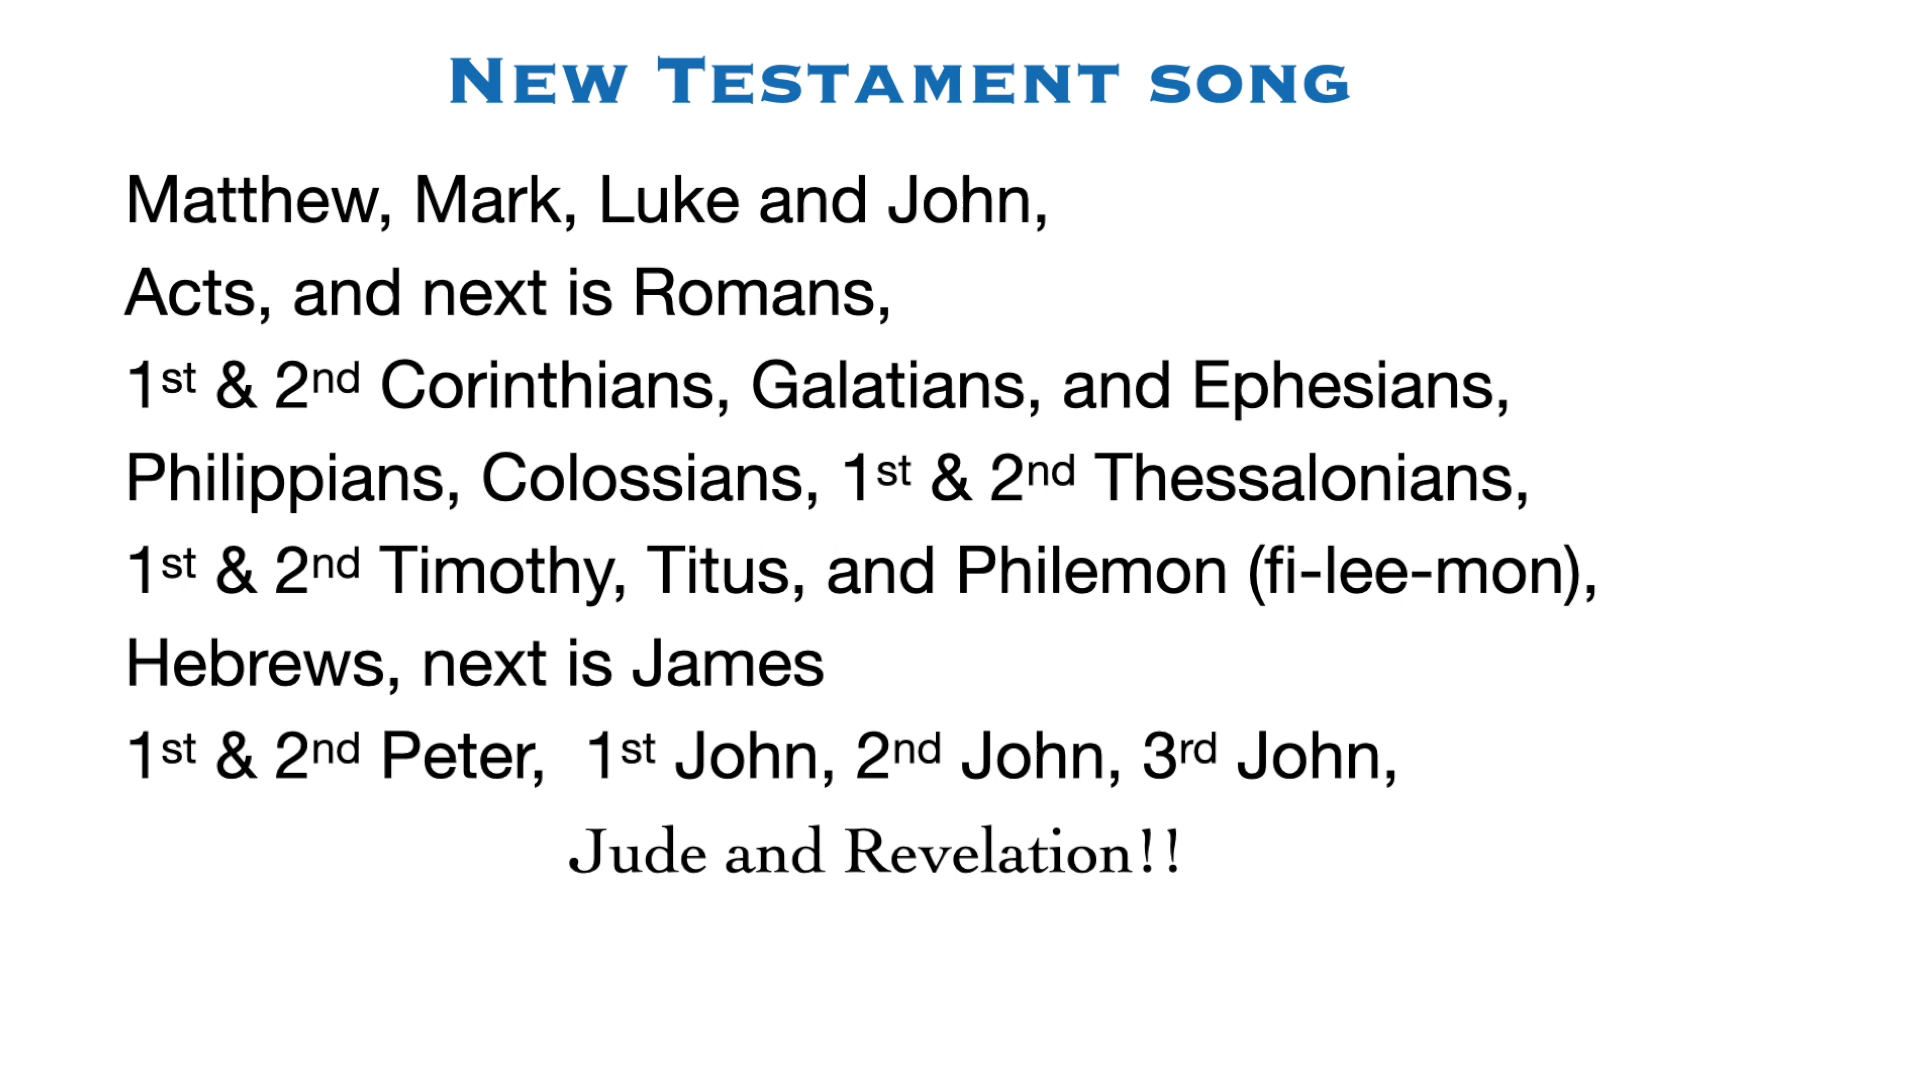 New Testament song
Matthew, Mark, Luke and John,
Acts, and next is Romans,
1st & 2nd Corinthians, Galatians, and Ephesians,
Philippians, Colossians, 1st & 2nd Thessalonians,
1st & 2nd Timothy, Titus, and Philemon (fi-lee-mon),
Hebrews, next is James
1st & 2nd Peter,  1st John, 2nd John, 3rd John,
Jude and Revelation!!